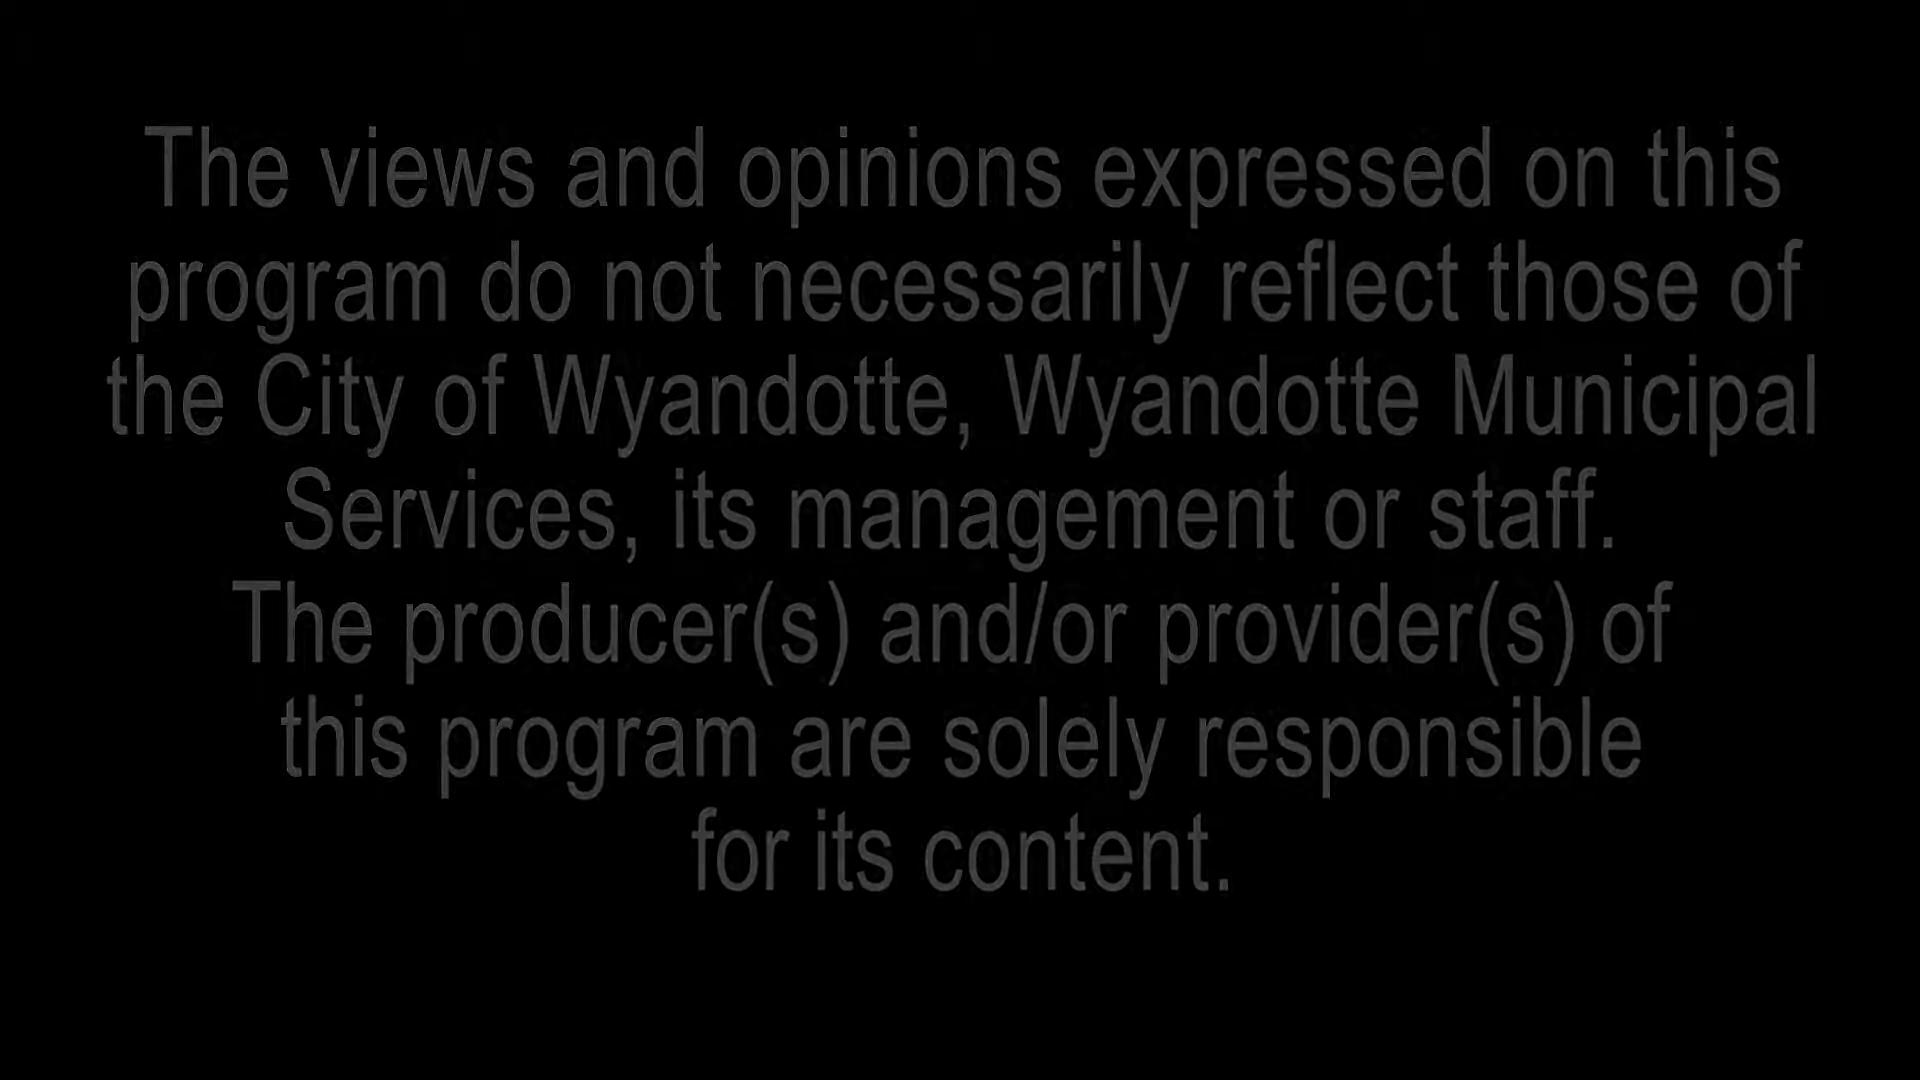 The views and opinions expressed on this
program do not necessarily reflect those of
the City of Wyandotte, Wyandotte Municipal
Services, its management or staff.
The producer(s) and/or provider(s) of
this program are solely responsible
for its content.